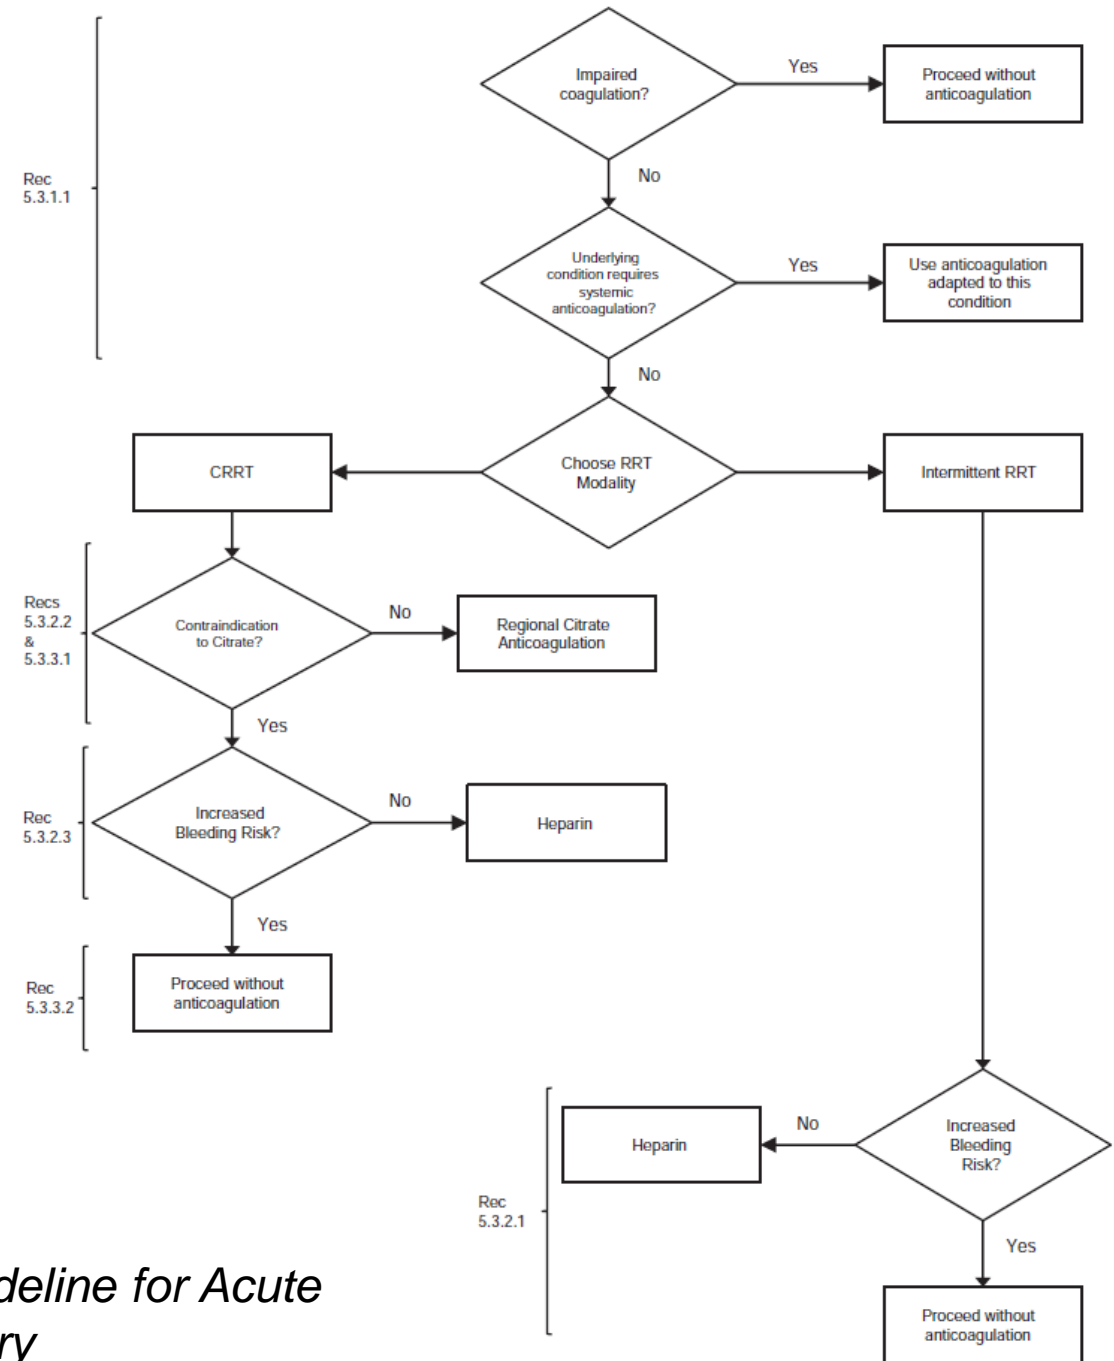 Impaired
coagulation?
Yes
Proceed without
anticoagulation
No
Rec
5.3.1.1
Underlying
condition requires
systemic
anticoagulation?
Yes
Use anticoagulation
adapted to this
condition
No
CRRT
Choose RRT
Modality
Intermittent RRT
Recs
5.3.2.2
&
5.3.3.1
Contraindication
to Citrate?
No
Regional Citrate
Anticoagulation
Yes
Rec
5.3.2.3
Increased
Bleeding Risk?
No
Heparin
Yes
Rec
5.3.3.2
Proceed without
anticoagulation
Rec
5.3.2.1
Heparin
No
Increased
Bleeding
Risk?
Yes
Proceed without
anticoagulation
deline for Acute
ry